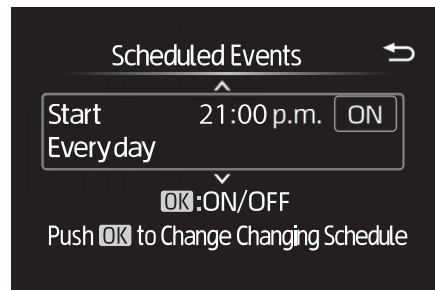 Scheduled Events
Start 21:00 p.m. ON
Everyday
OK:ON/OFF
Push OK to Change Changing Schedule